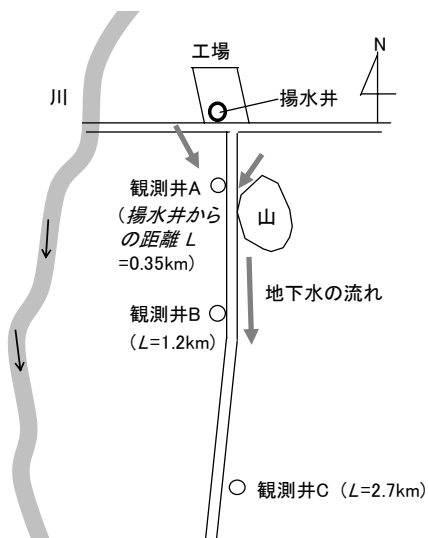 工場
N
川
揚水井
観測井A
（揚水井から
の距離 L
=0.35km）
山
地下水の流れ
観測井B
（L=1.2km）
観測井C（L=2.7km）